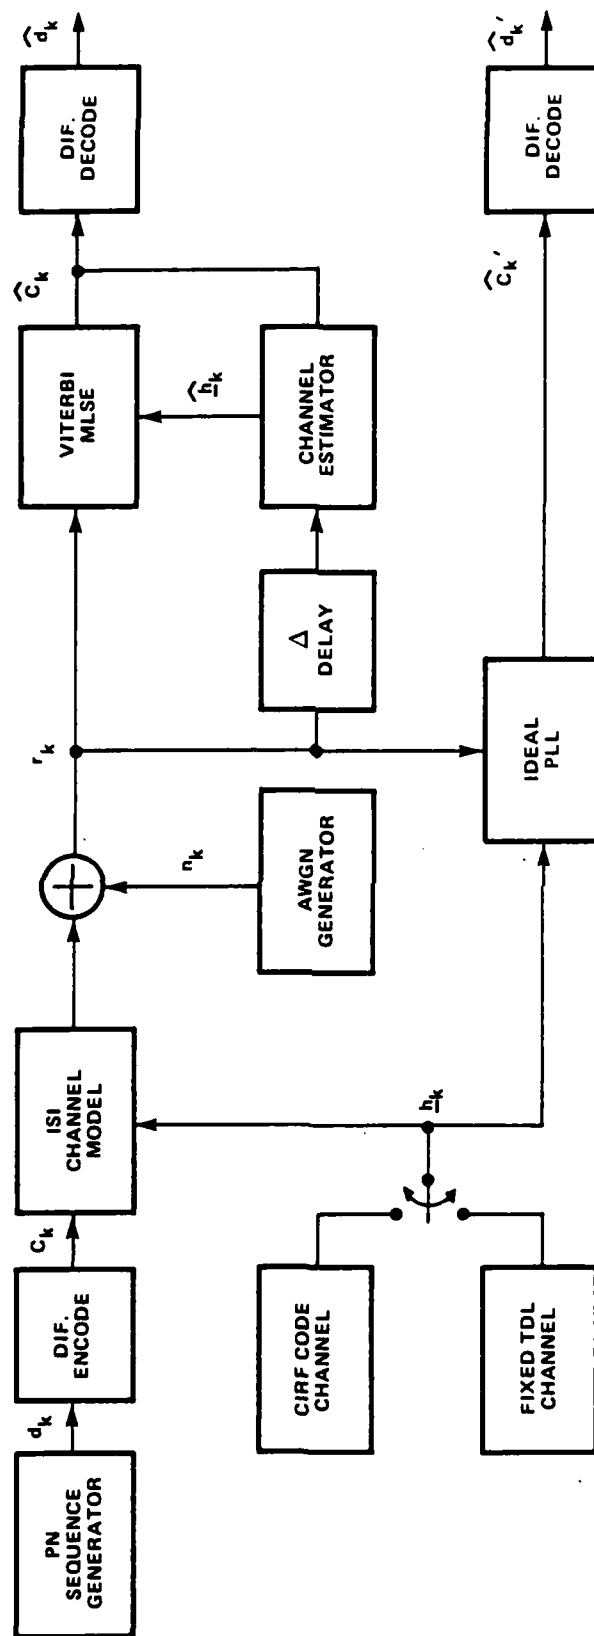 PN
SEQUENCE
GENERATOR
d_k
DIF.
ENCODE
C_k
ISI
CHANNEL
MODEL
r_k
VITERBI
MLSE
Ĉ_k
DIF.
DECODE
d̂_k
n_k
AWGN
GENERATOR
Δ
DELAY
CHANNEL
ESTIMATOR
ĥ_k
CIRF CODE
CHANNEL
FIXED TDL
CHANNEL
h_k
IDEAL
PLL
Ĉ_k′
DIF.
DECODE
d̂_k′